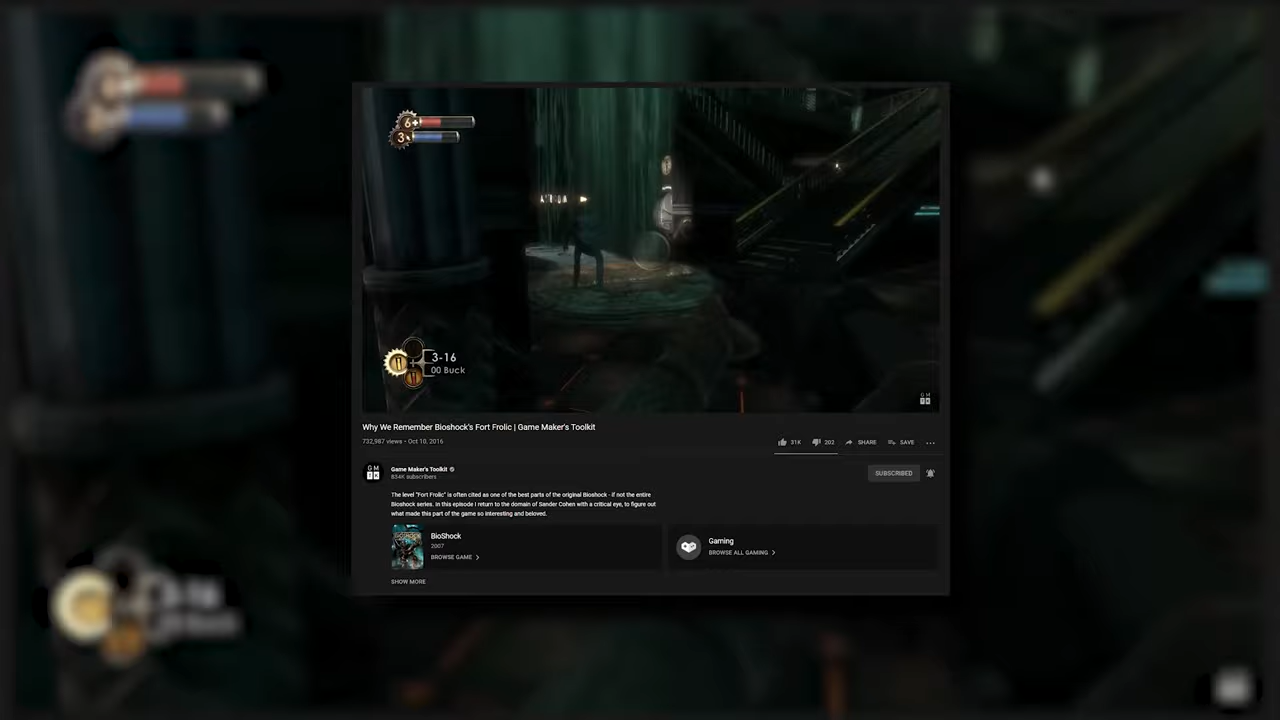 6
3
3-16
00 Buck
G M
T K
Why We Remember Bioshock's Fort Frolic | Game Maker's Toolkit
732,987 views • Oct 10, 2016
31K
202
SHARE
SAVE
G M
T K
Game Maker's Toolkit
834K subscribers
SUBSCRIBED
The level "Fort Frolic" is often cited as one of the best parts of the original Bioshock - if not the entire
Bioshock series. In this episode I return to the domain of Sander Cohen with a critical eye, to figure out
what made this part of the game so interesting and beloved.
BIOSHOCK
BioShock
2007
BROWSE GAME
Gaming
BROWSE ALL GAMING
SHOW MORE